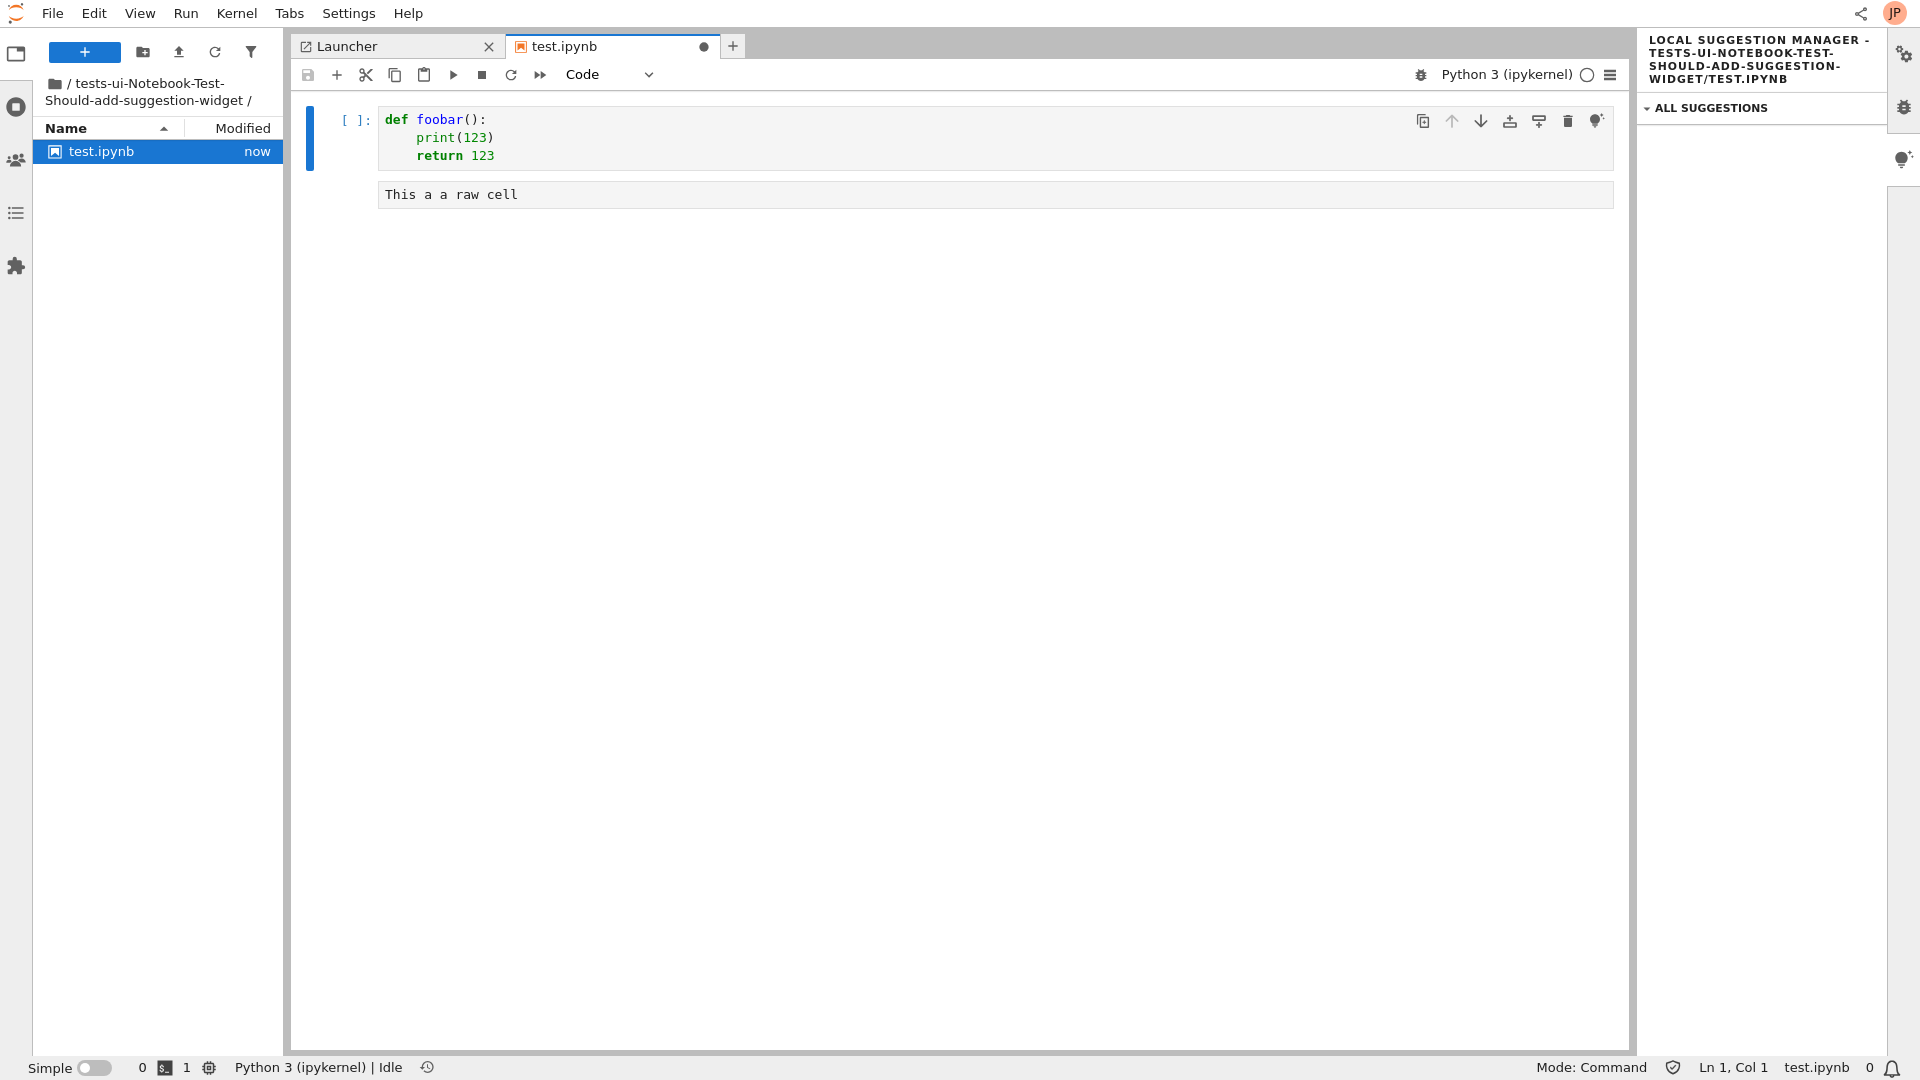 File Edit View Run Kernel Tabs Settings Help
JP
/ tests-ui-Notebook-Test-
Should-add-suggestion-widget /
Name Modified
test.ipynb now
Launcher
test.ipynb
Code
Python 3 (ipykernel)
[ ]:
def foobar():
    print(123)
    return 123
This a a raw cell
LOCAL SUGGESTION MANAGER -
TESTS-UI-NOTEBOOK-TEST-
SHOULD-ADD-SUGGESTION-
WIDGET/TEST.IPYNB
ALL SUGGESTIONS
Simple 0 $_ 1 Python 3 (ipykernel) | Idle Mode: Command Ln 1, Col 1 test.ipynb 0